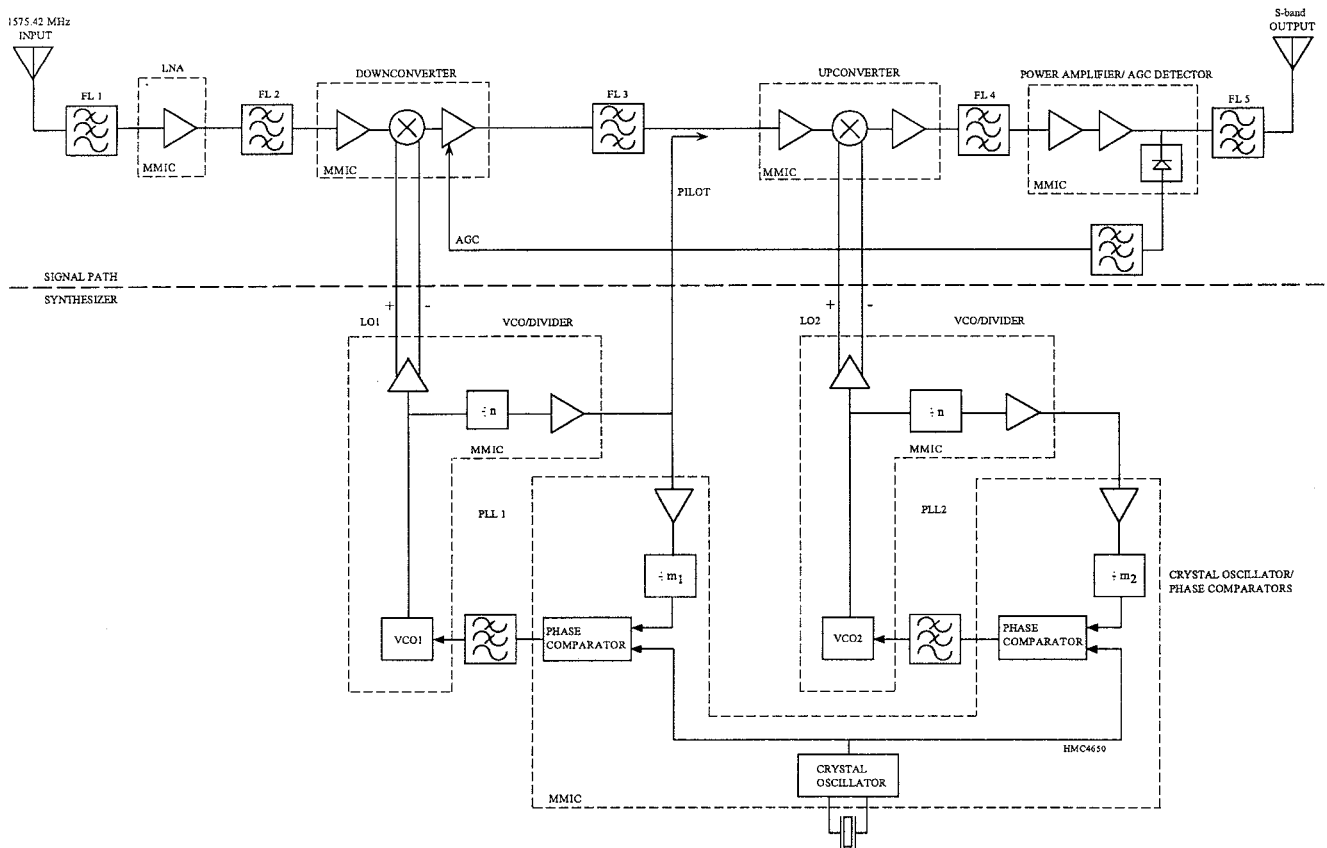 1575.42 MHz
INPUT
S-band
OUTPUT
LNA
DOWNCONVERTER
UPCONVERTER
POWER AMPLIFIER/ AGC DETECTOR
FL 1
FL 2
FL 3
FL 4
FL 5
MMIC
MMIC
MMIC
MMIC
PILOT
AGC
SIGNAL PATH
SYNTHESIZER
+ -
+ -
LO1
VCO/DIVIDER
LO2
VCO/DIVIDER
÷ n
÷ n
MMIC
MMIC
PLL 1
PLL2
÷ m1
÷ m2
CRYSTAL OSCILLATOR/
PHASE COMPARATORS
VCO1
PHASE
COMPARATOR
VCO2
PHASE
COMPARATOR
HMC4650
CRYSTAL
OSCILLATOR
MMIC